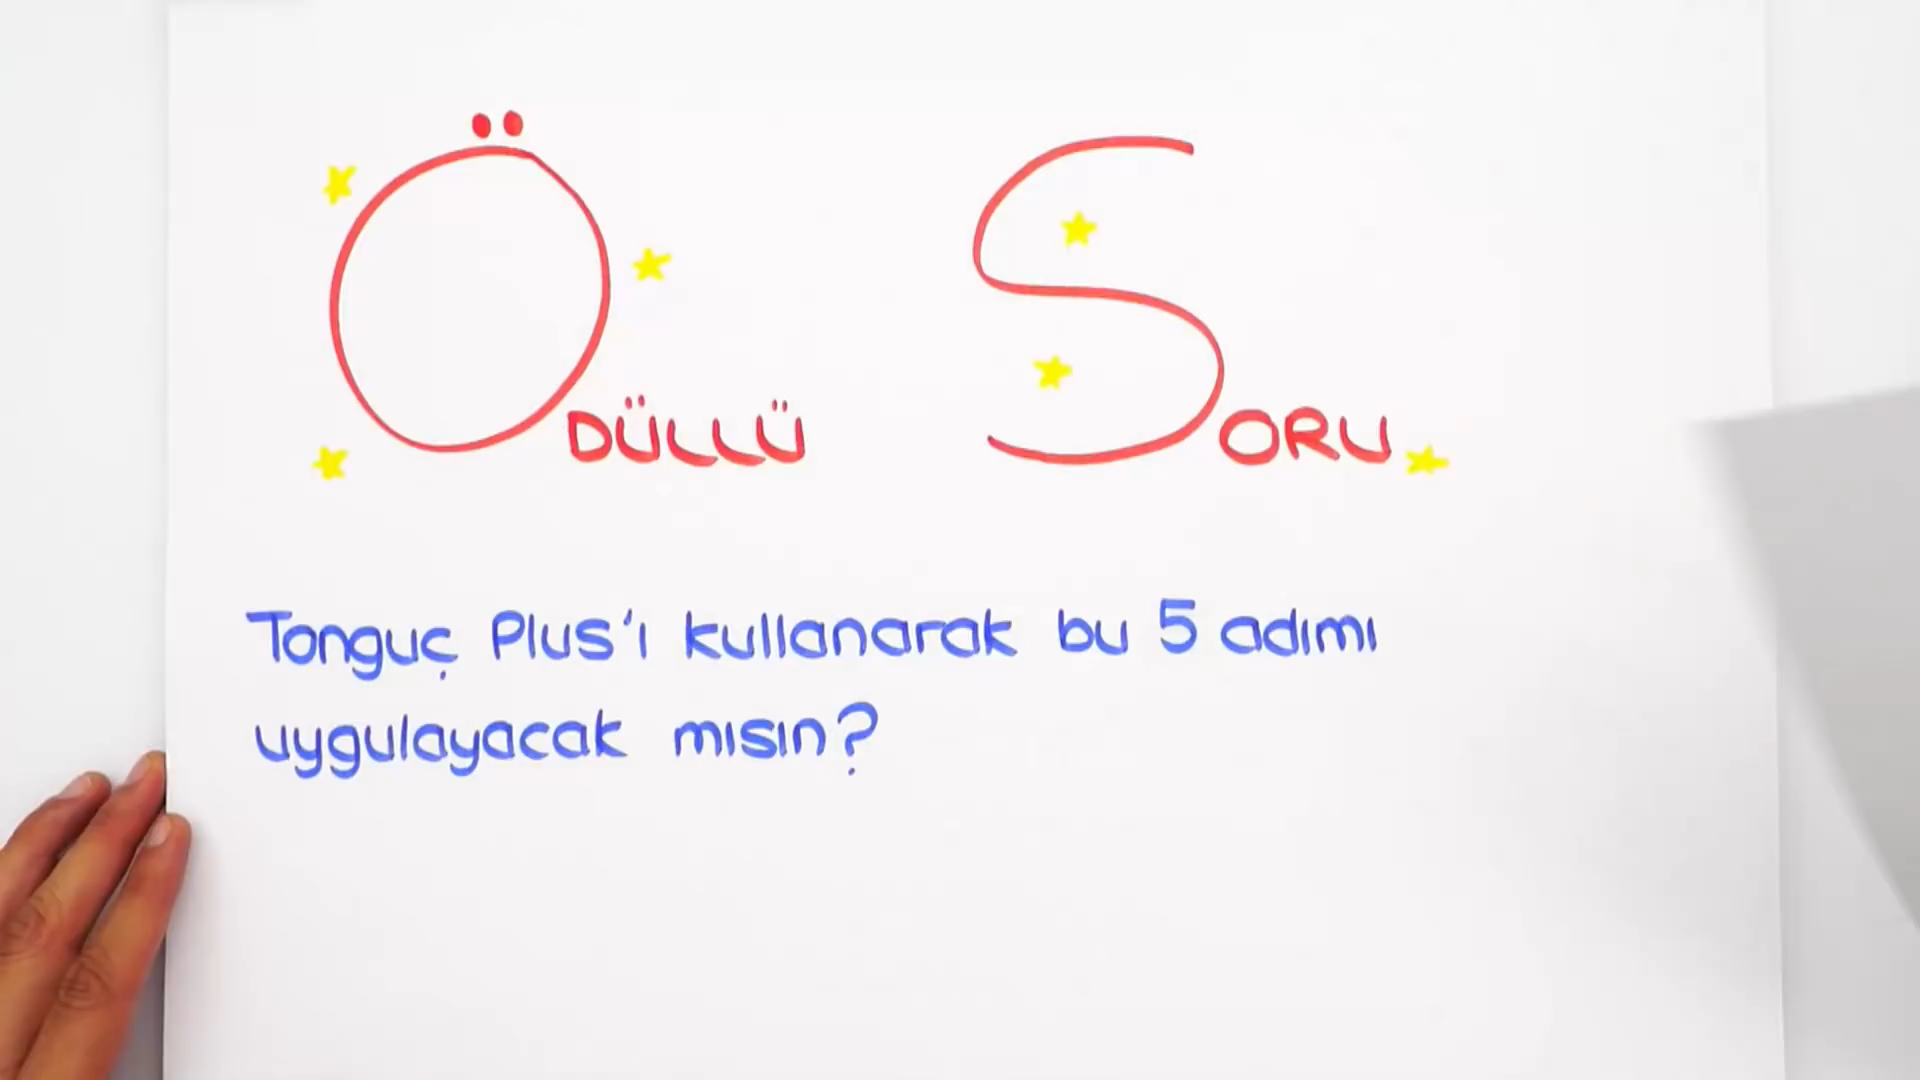 ÖDÜLLÜ SORU
Tonguç Plus'ı kullanarak bu 5 adımı
uygulayacak mısın?